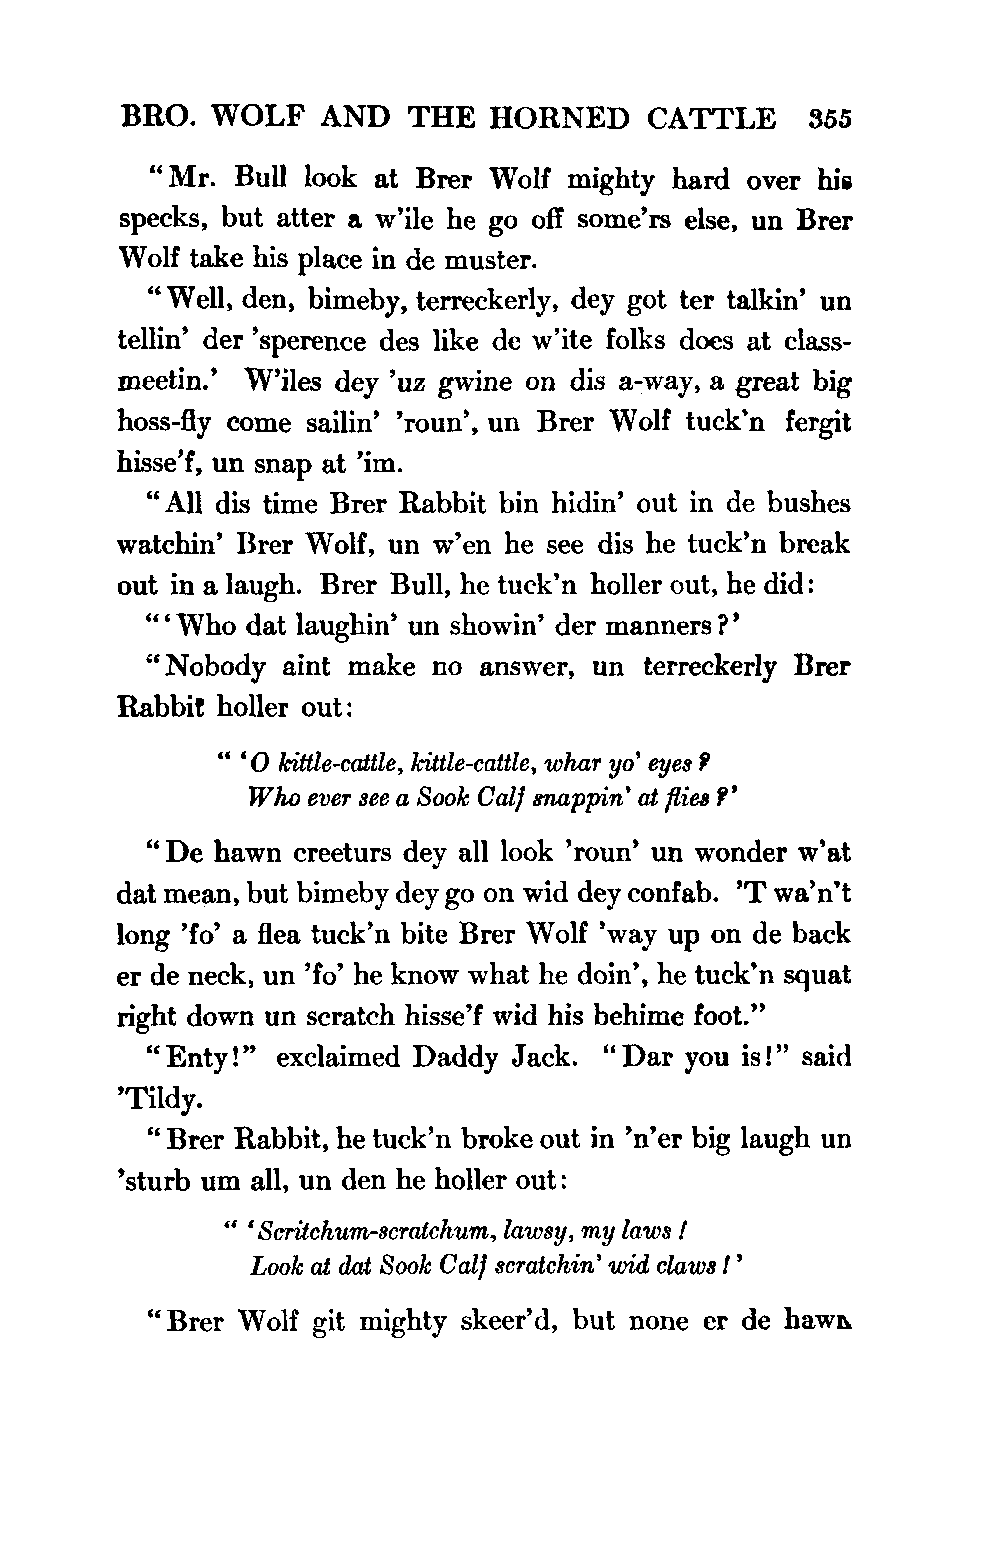 BRO. WOLF AND THE HORNED CATTLE 355
“Mr. Bull look at Brer Wolf mighty hard over his
specks, but atter a w’ile he go off some’rs else, un Brer
Wolf take his place in de muster.
“Well, den, bimeby, terreckerly, dey got ter talkin’ un
tellin’ der ’sperence des like de w’ite folks does at class-
meetin.’ W’iles dey ’uz gwine on dis a-way, a great big
hoss-fly come sailin’ ’roun’, un Brer Wolf tuck’n fergit
hisse’f, un snap at ’im.
“All dis time Brer Rabbit bin hidin’ out in de bushes
watchin’ Brer Wolf, un w’en he see dis he tuck’n break
out in a laugh. Brer Bull, he tuck’n holler out, he did:
“‘Who dat laughin’ un showin’ der manners?’
“Nobody aint make no answer, un terreckerly Brer
Rabbit holler out:
“ ‘O kittle-cattle, kittle-cattle, whar yo’ eyes?
Who ever see a Sook Calf snappin’ at flies?’
“De hawn creeturs dey all look ’roun’ un wonder w’at
dat mean, but bimeby dey go on wid dey confab. ’T wa’n’t
long ’fo’ a flea tuck’n bite Brer Wolf ’way up on de back
er de neck, un ’fo’ he know what he doin’, he tuck’n squat
right down un scratch hisse’f wid his behime foot.”
“Enty!” exclaimed Daddy Jack. “Dar you is!” said
’Tildy.
“Brer Rabbit, he tuck’n broke out in ’n’er big laugh un
’sturb um all, un den he holler out:
“ ‘Scritchum-scratchum, lawsy, my laws!
Look at dat Sook Calf scratchin’ wid claws!’
“Brer Wolf git mighty skeer’d, but none er de hawn